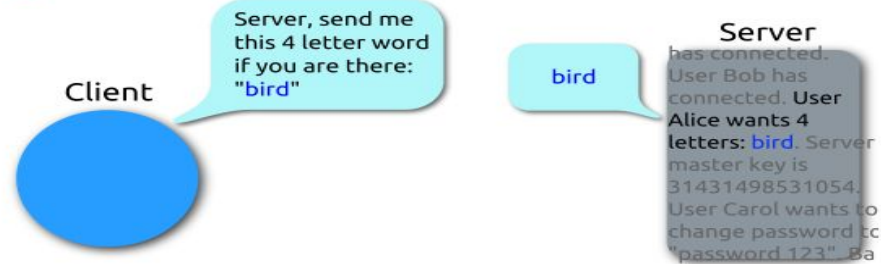 Server, send me
this 4 letter word
if you are there:
"bird"
Client
bird
Server
has connected.
User Bob has
connected. User
Alice wants 4
letters: bird. Server
master key is
31431498531054.
User Carol wants to
change password to
"password 123". Ba